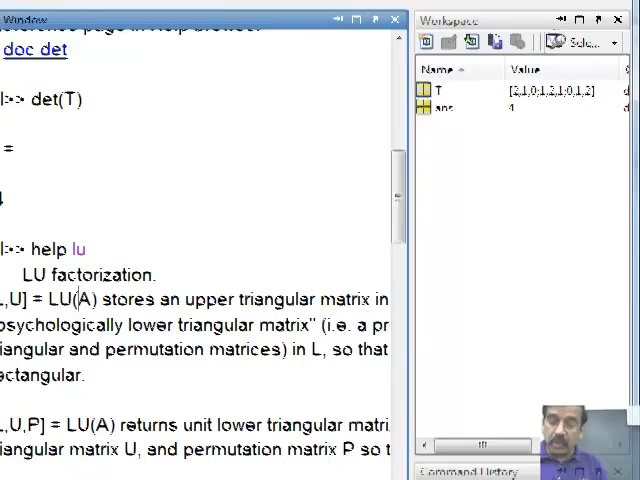 Window
doc det
>> det(T)
=
4
>> help lu
LU factorization.
L,U] = LU(A) stores an upper triangular matrix in
psychologically lower triangular matrix" (i.e. a pr
iangular and permutation matrices) in L, so that
ectangular.
L,U,P] = LU(A) returns unit lower triangular matri
iangular matrix U, and permutation matrix P so t
Workspace
Selec...
Name Value
T [2,1,0;1,2,1;0,1,2]
ans 4
Command History